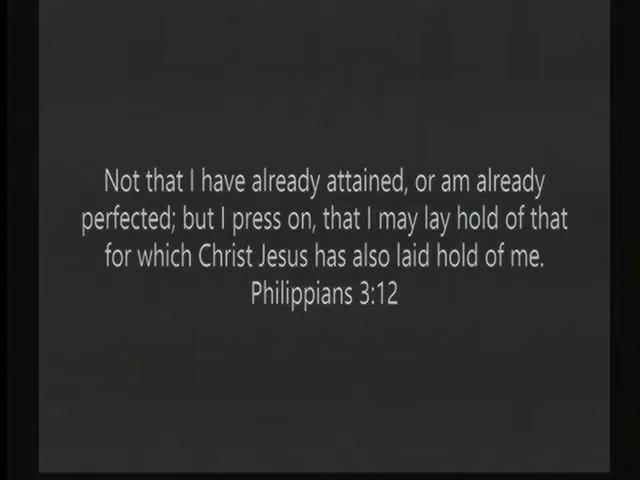 Not that I have already attained, or am already
perfected; but I press on, that I may lay hold of that
for which Christ Jesus has also laid hold of me.
Philippians 3:12